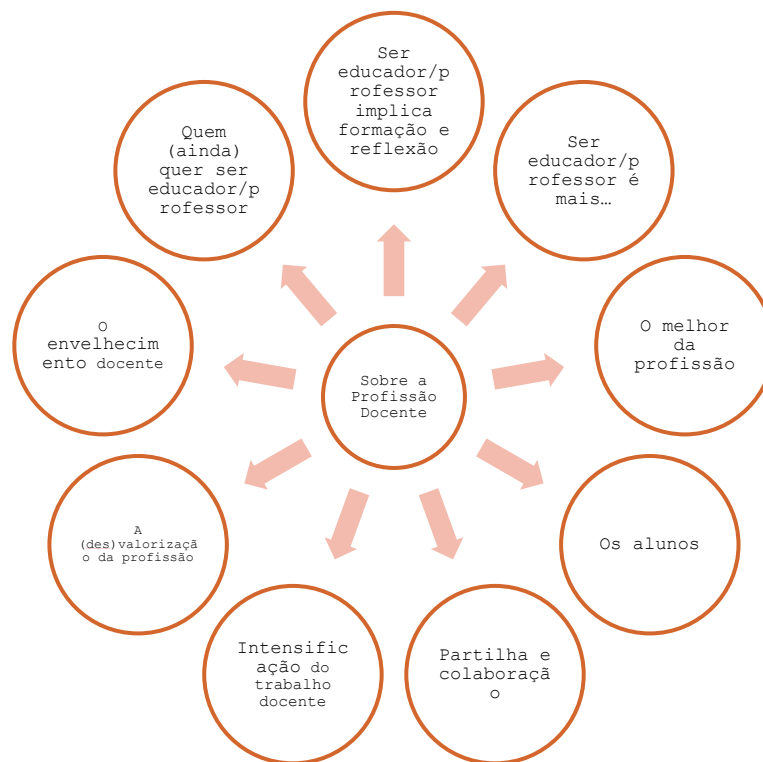 Ser
educador/p
rofessor
implica
formação e
reflexão
Ser
educador/p
rofessor é
mais…
O melhor
da
profissão
Os alunos
Partilha e
colaboraçã
o
Intensific
ação do
trabalho
docente
A
(des)valorizaçã
o da profissão
O
envelhecim
ento docente
Quem
(ainda)
quer ser
educador/p
rofessor
Sobre a
Profissão
Docente